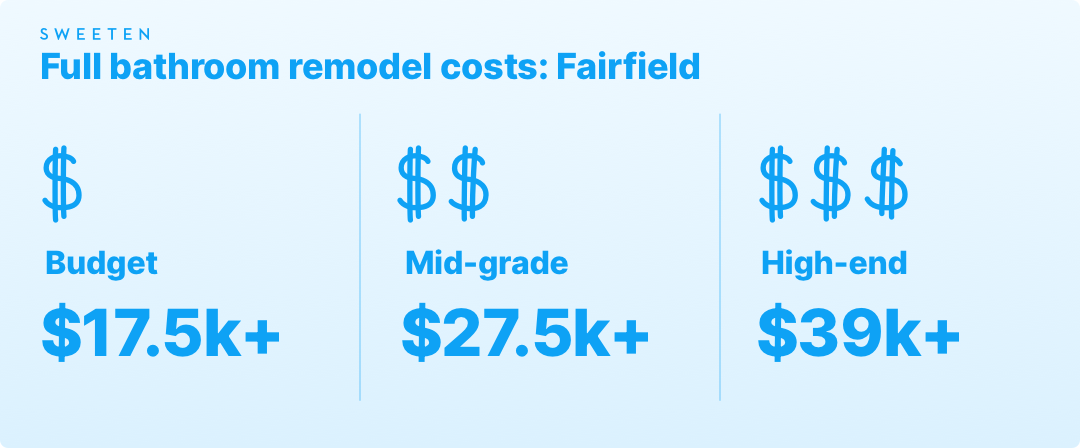 SWEETEN
Full bathroom remodel costs: Fairfield
$
$$
$$$
Budget
Mid-grade
High-end
$17.5k+
$27.5k+
$39k+